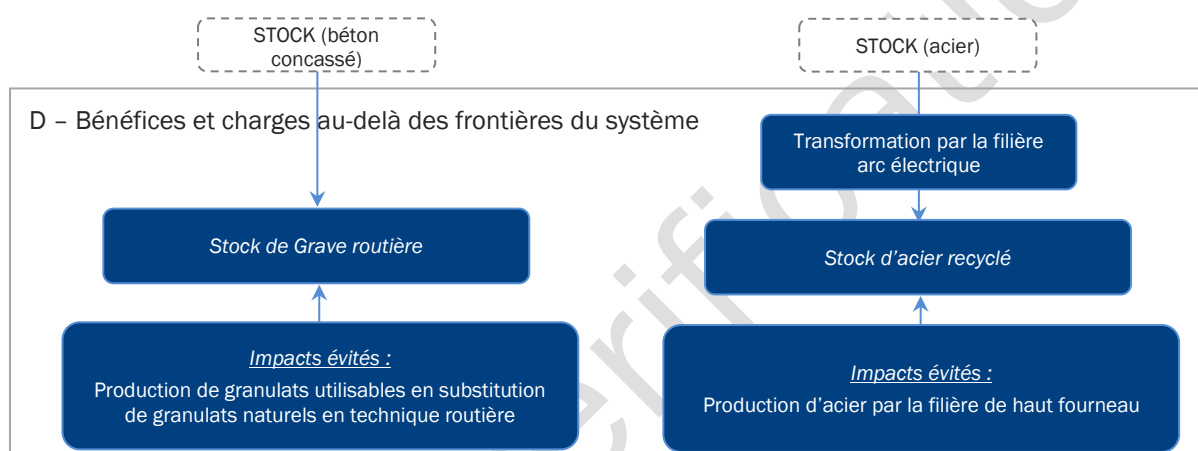 STOCK (béton
concassé)
STOCK (acier)
D – Bénéfices et charges au-delà des frontières du système
Transformation par la filière
arc électrique
Stock de Grave routière
Stock d'acier recyclé
Impacts évités :
Production de granulats utilisables en substitution
de granulats naturels en technique routière
Impacts évités :
Production d'acier par la filière de haut fourneau